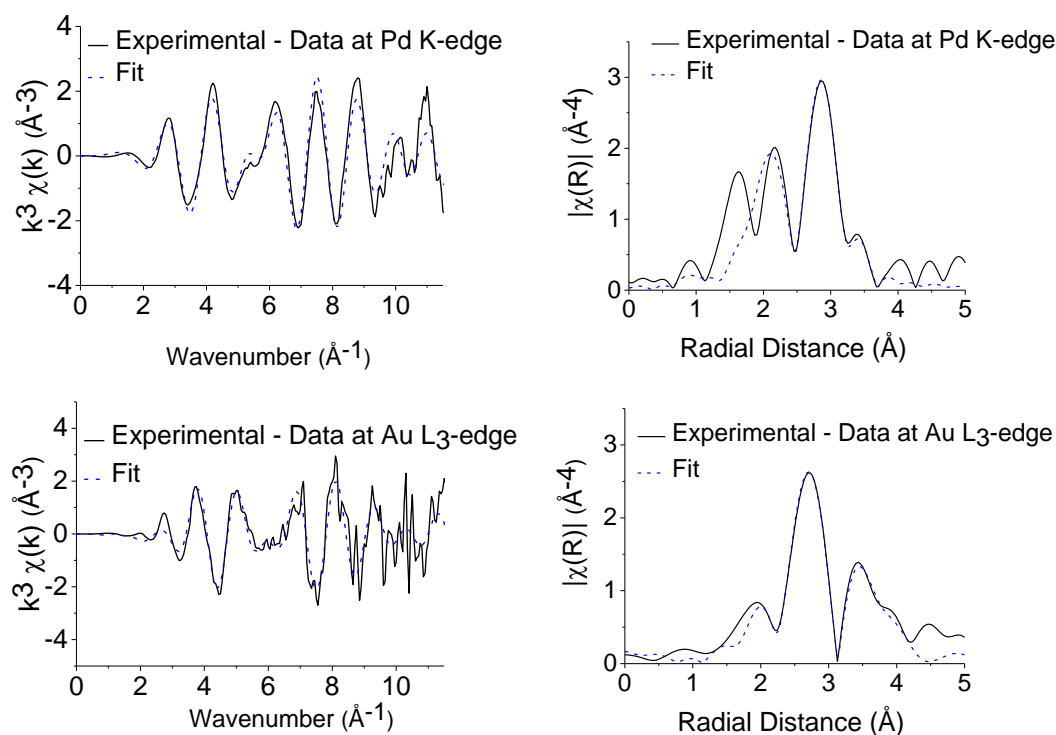 4
2
0
-2
-4
0 2 4 6 8 10
k3 χ(k) (Å-3)
Wavenumber (Å-1)
Experimental - Data at Pd K-edge
Fit
3
2
1
0
0 1 2 3 4 5
|χ(R)| (Å-4)
Radial Distance (Å)
Experimental - Data at Pd K-edge
Fit
4
2
0
-2
-4
0 2 4 6 8 10
k3 χ(k) (Å-3)
Wavenumber (Å-1)
Experimental - Data at Au L3-edge
Fit
3
2
1
0
0 1 2 3 4 5
|χ(R)| (Å-4)
Radial Distance (Å)
Experimental - Data at Au L3-edge
Fit